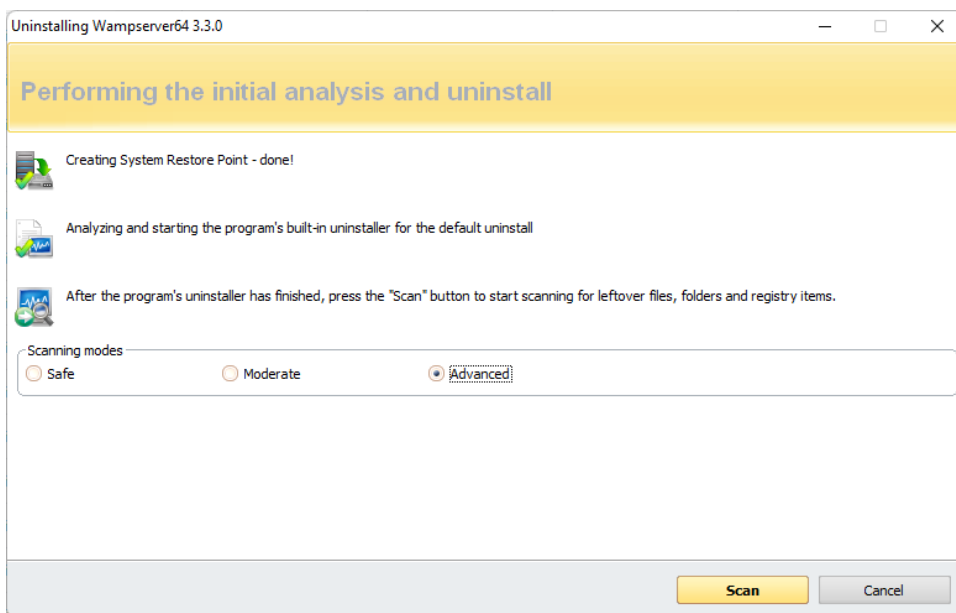 Uninstalling Wampserver64 3.3.0
Performing the initial analysis and uninstall
Creating System Restore Point - done!
Analyzing and starting the program's built-in uninstaller for the default uninstall
After the program's uninstaller has finished, press the "Scan" button to start scanning for leftover files, folders and registry items.
Scanning modes
Safe Moderate Advanced
Scan Cancel